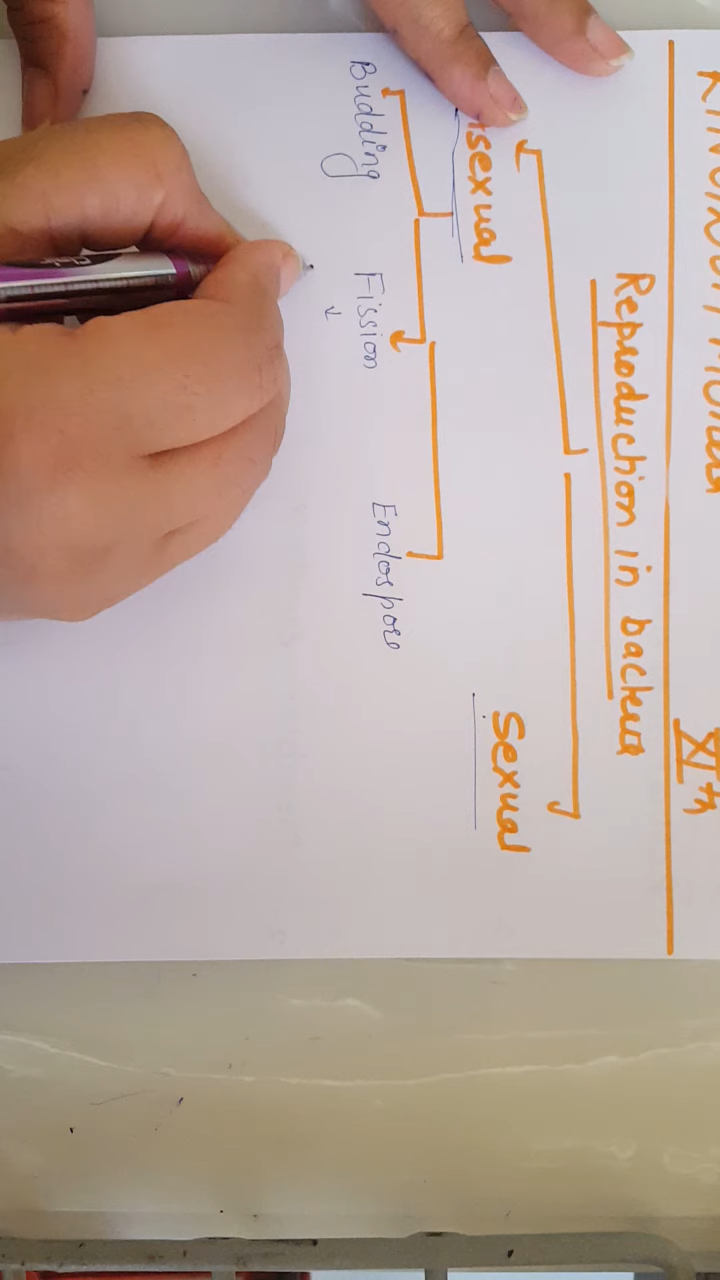 XIth
Reproduction in bacteria
Asexual Sexual
Budding Fission Endospore